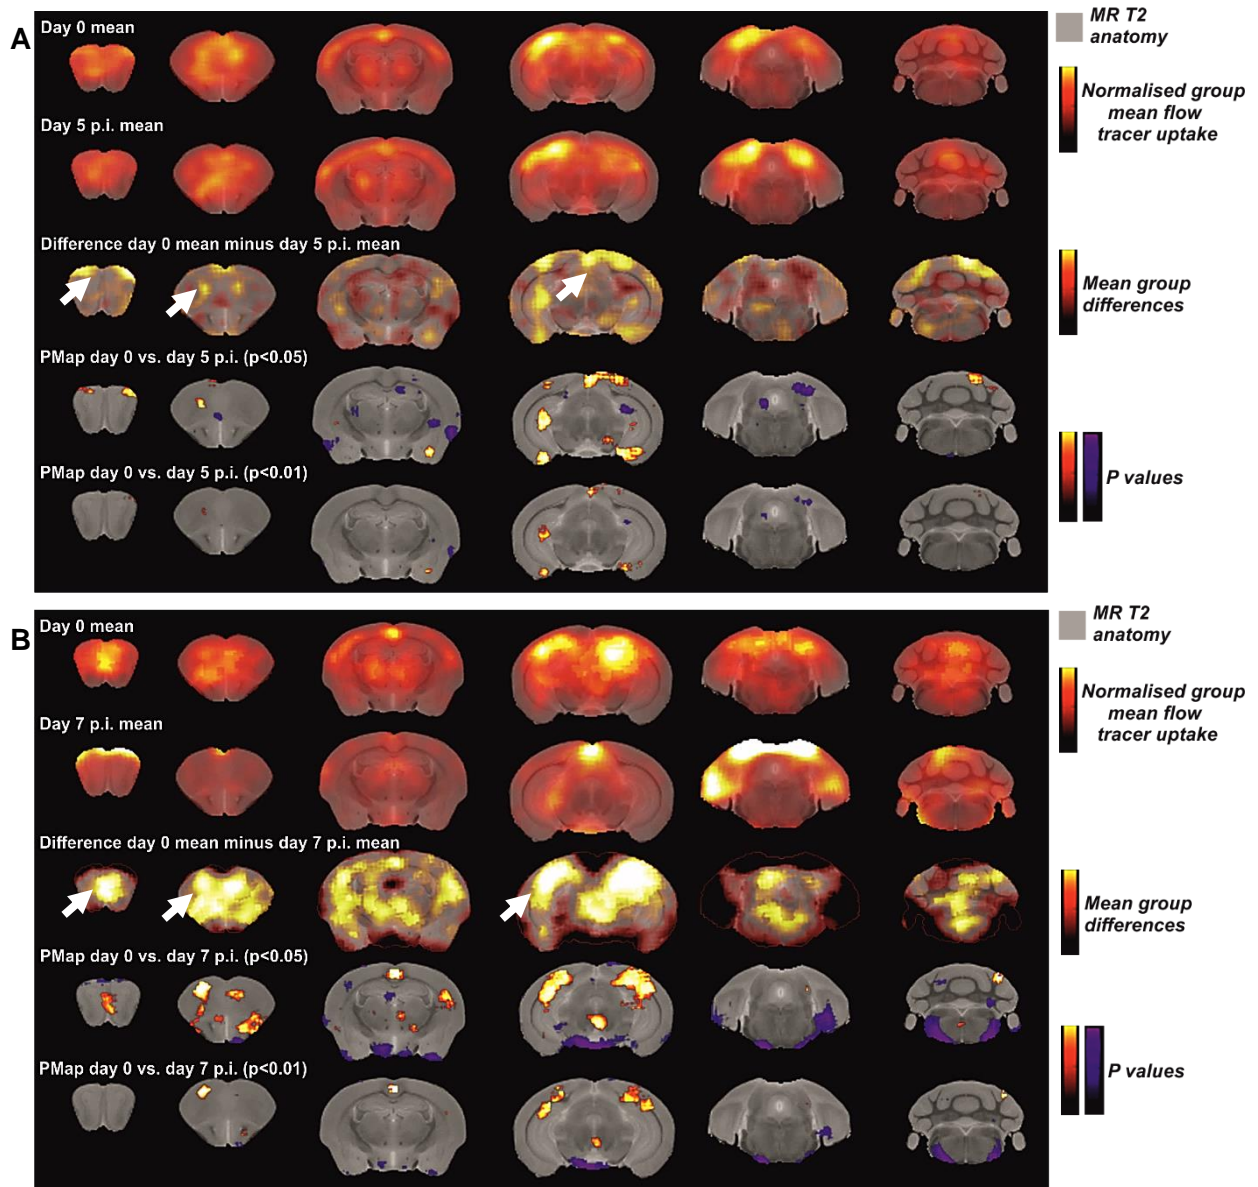 A
Day 0 mean
Day 5 p.i. mean
Difference day 0 mean minus day 5 p.i. mean
PMap day 0 vs. day 5 p.i. (p<0.05)
PMap day 0 vs. day 5 p.i. (p<0.01)
MR T2
anatomy
Normalised group
mean flow
tracer uptake
Mean group
differences
P values
B
Day 0 mean
Day 7 p.i. mean
Difference day 0 mean minus day 7 p.i. mean
PMap day 0 vs. day 7 p.i. (p<0.05)
PMap day 0 vs. day 7 p.i. (p<0.01)
MR T2
anatomy
Normalised group
mean flow
tracer uptake
Mean group
differences
P values